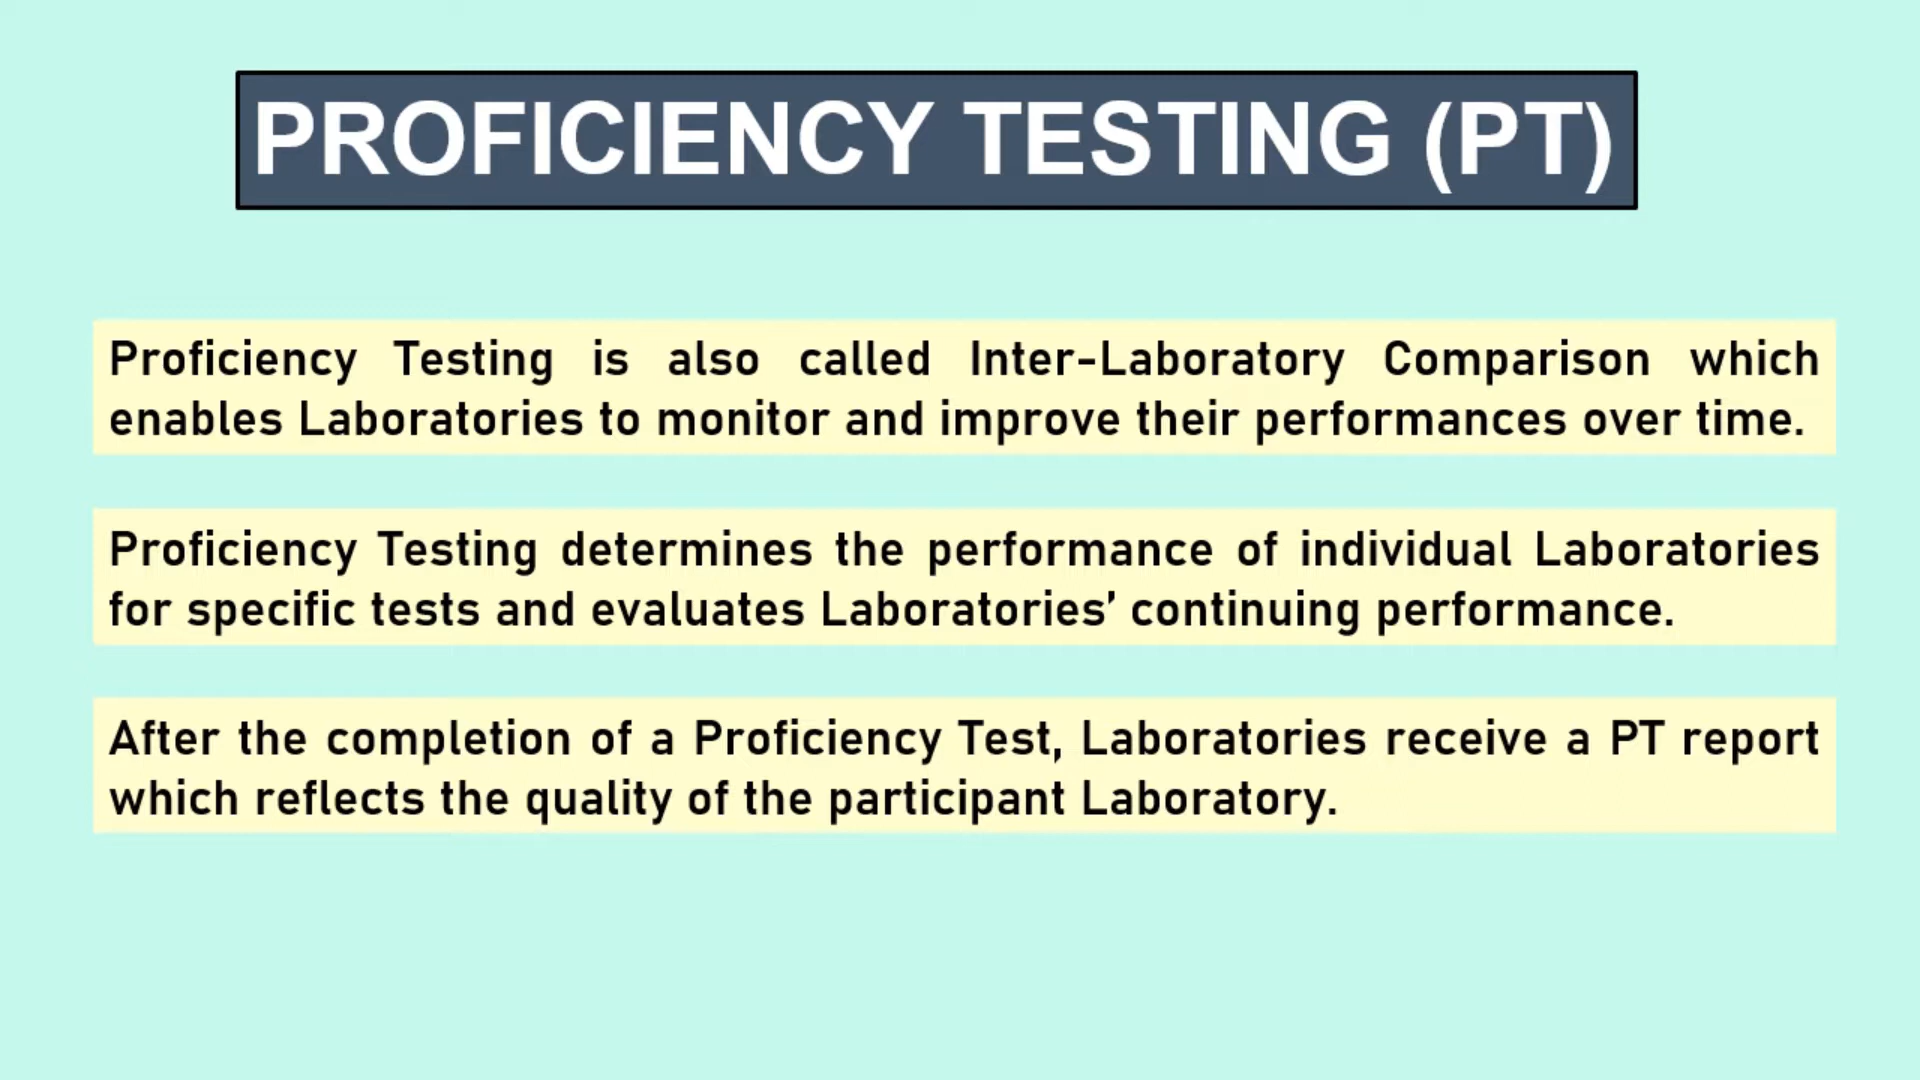 PROFICIENCY TESTING (PT)
Proficiency Testing is also called Inter-Laboratory Comparison which
enables Laboratories to monitor and improve their performances over time.
Proficiency Testing determines the performance of individual Laboratories
for specific tests and evaluates Laboratories’ continuing performance.
After the completion of a Proficiency Test, Laboratories receive a PT report
which reflects the quality of the participant Laboratory.